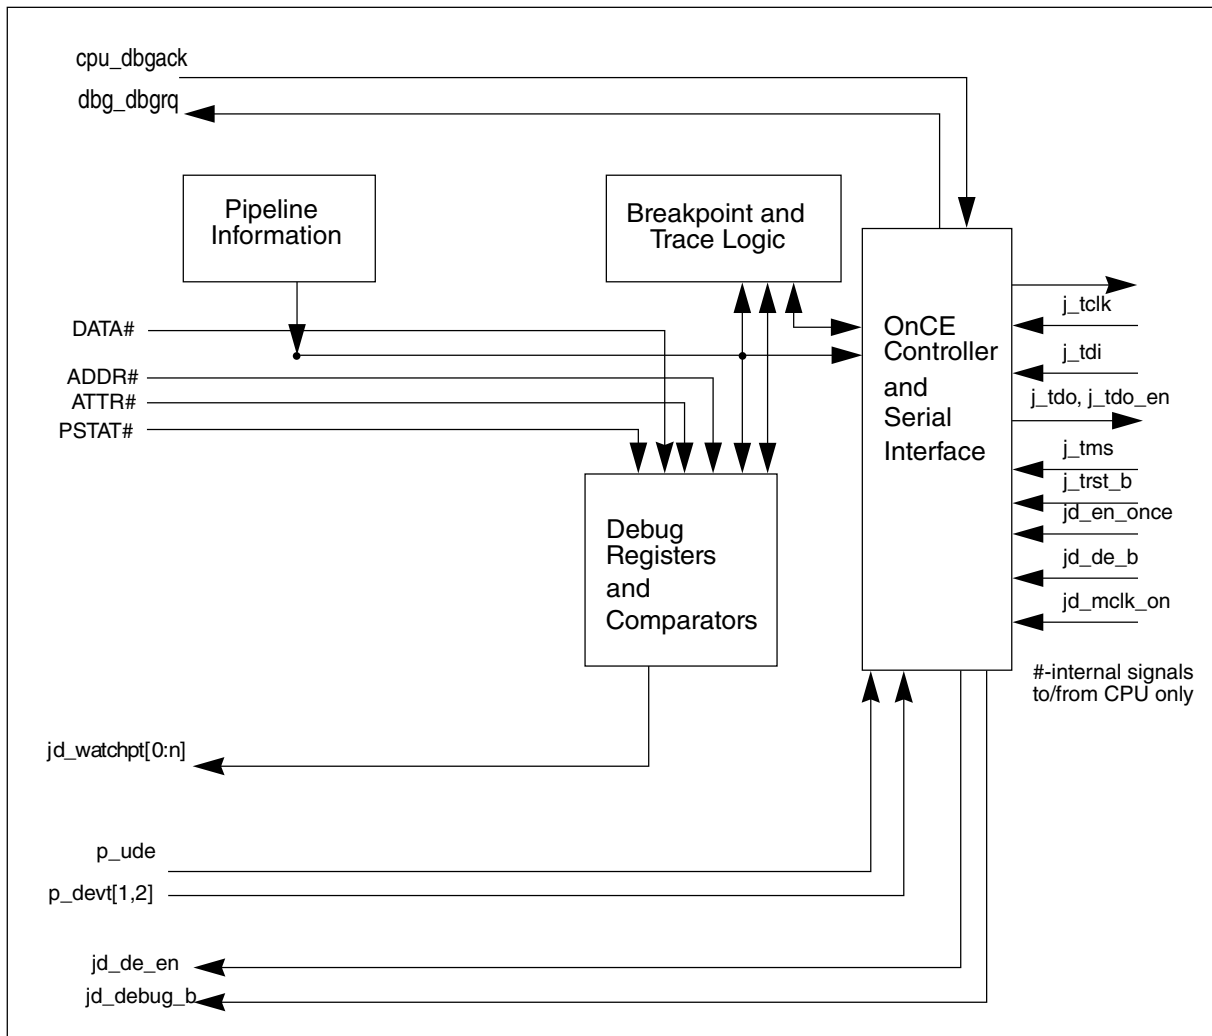 cpu_dbgack
dbg_dbgrq
Pipeline
Information
Breakpoint and
Trace Logic
DATA#
ADDR#
ATTR#
PSTAT#
OnCE
Controller
and
Serial
Interface
j_tclk
j_tdi
j_tdo, j_tdo_en
j_tms
j_trst_b
jd_en_once
jd_de_b
jd_mclk_on
Debug
Registers
and
Comparators
#-internal signals
to/from CPU only
jd_watchpt[0:n]
p_ude
p_devt[1,2]
jd_de_en
jd_debug_b